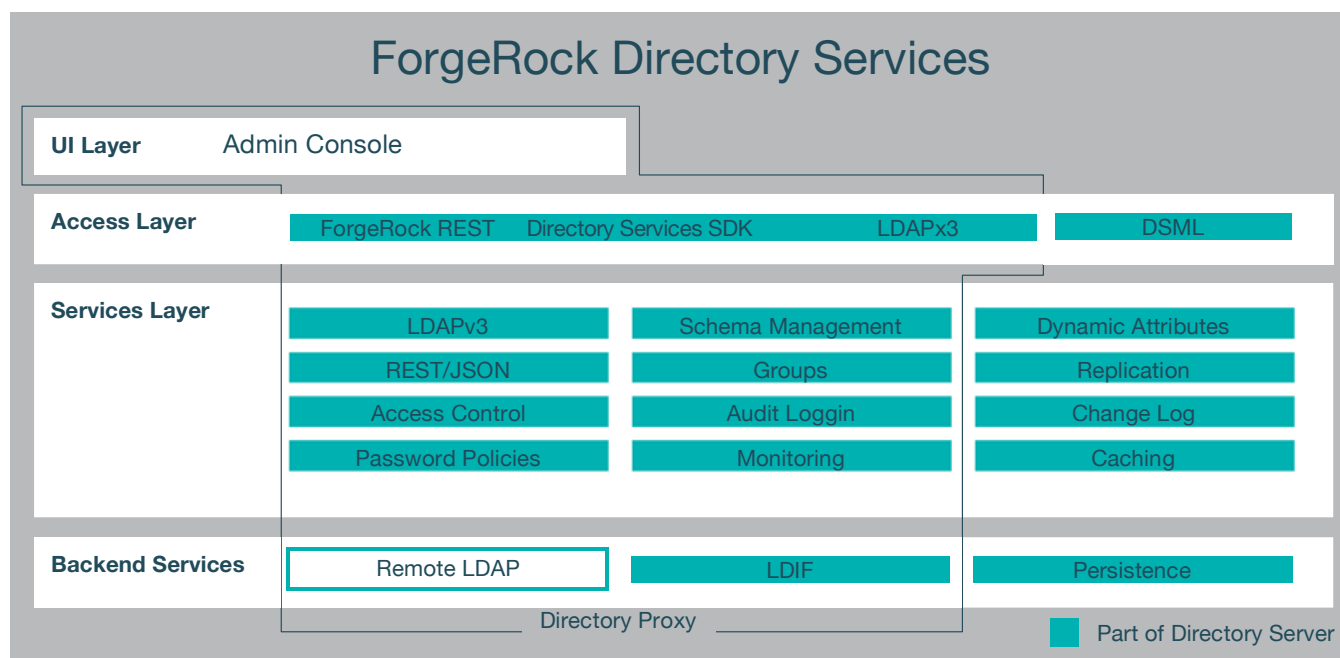 ForgeRock Directory Services
UI Layer Admin Console
Access Layer
ForgeRock REST Directory Services SDK LDAPx3 DSML
Services Layer
LDAPv3 Schema Management Dynamic Attributes
REST/JSON Groups Replication
Access Control Audit Loggin Change Log
Password Policies Monitoring Caching
Backend Services Remote LDAP LDIF Persistence
Directory Proxy
Part of Directory Server